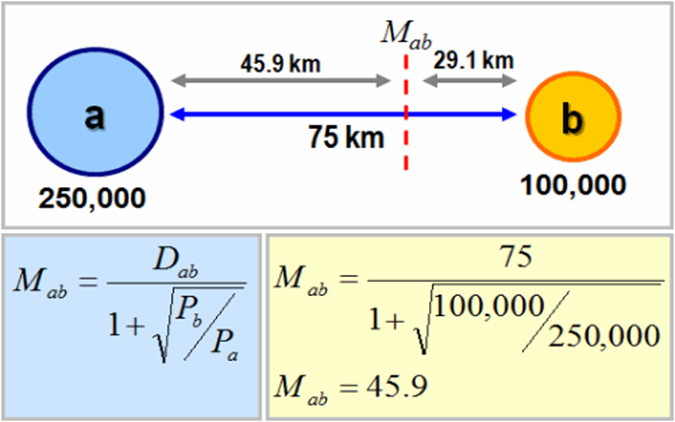 M_ab
45.9 km
29.1 km
a
b
75 km
250,000
100,000
M_ab = D_ab / (1 + √(P_b/P_a))
M_ab = 75 / (1 + √(100,000/250,000))
M_ab = 45.9